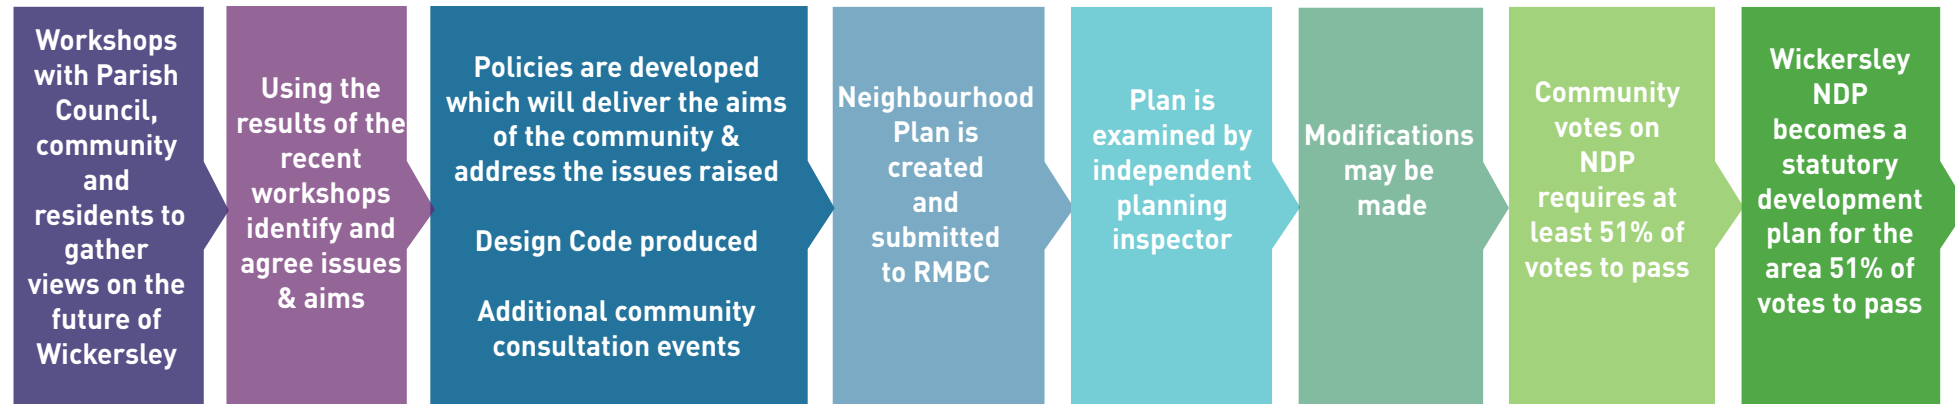 Workshops
with Parish
Council,
community
and
residents to
gather
views on the
future of
Wickersley
Using the
results of the
recent
workshops
identify and
agree issues
& aims
Policies are developed
which will deliver the aims
of the community &
address the issues raised
Design Code produced
Additional community
consultation events
Neighbourhood
Plan is
created
and
submitted
to RMBC
Plan is
examined by
independent
planning
inspector
Modifications
may be
made
Community
votes on
NDP
requires at
least 51% of
votes to pass
Wickersley
NDP
becomes a
statutory
development
plan for the
area 51% of
votes to pass